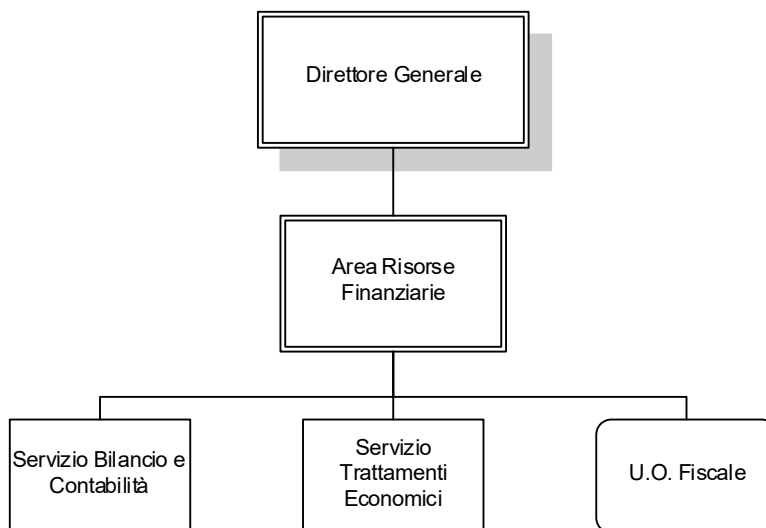 Direttore Generale
Area Risorse
Finanziarie
Servizio Bilancio e
Contabilità
Servizio
Trattamenti
Economici
U.O. Fiscale